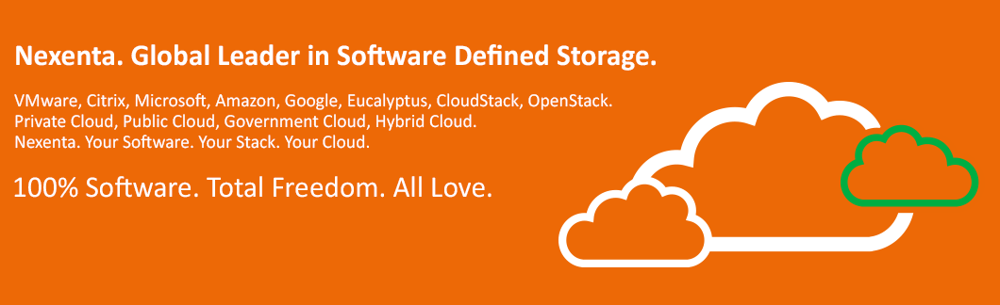 Nexenta. Global Leader in Software Defined Storage.
VMware, Citrix, Microsoft, Amazon, Google, Eucalyptus, CloudStack, OpenStack.
Private Cloud, Public Cloud, Government Cloud, Hybrid Cloud.
Nexenta. Your Software. Your Stack. Your Cloud.
100% Software. Total Freedom. All Love.